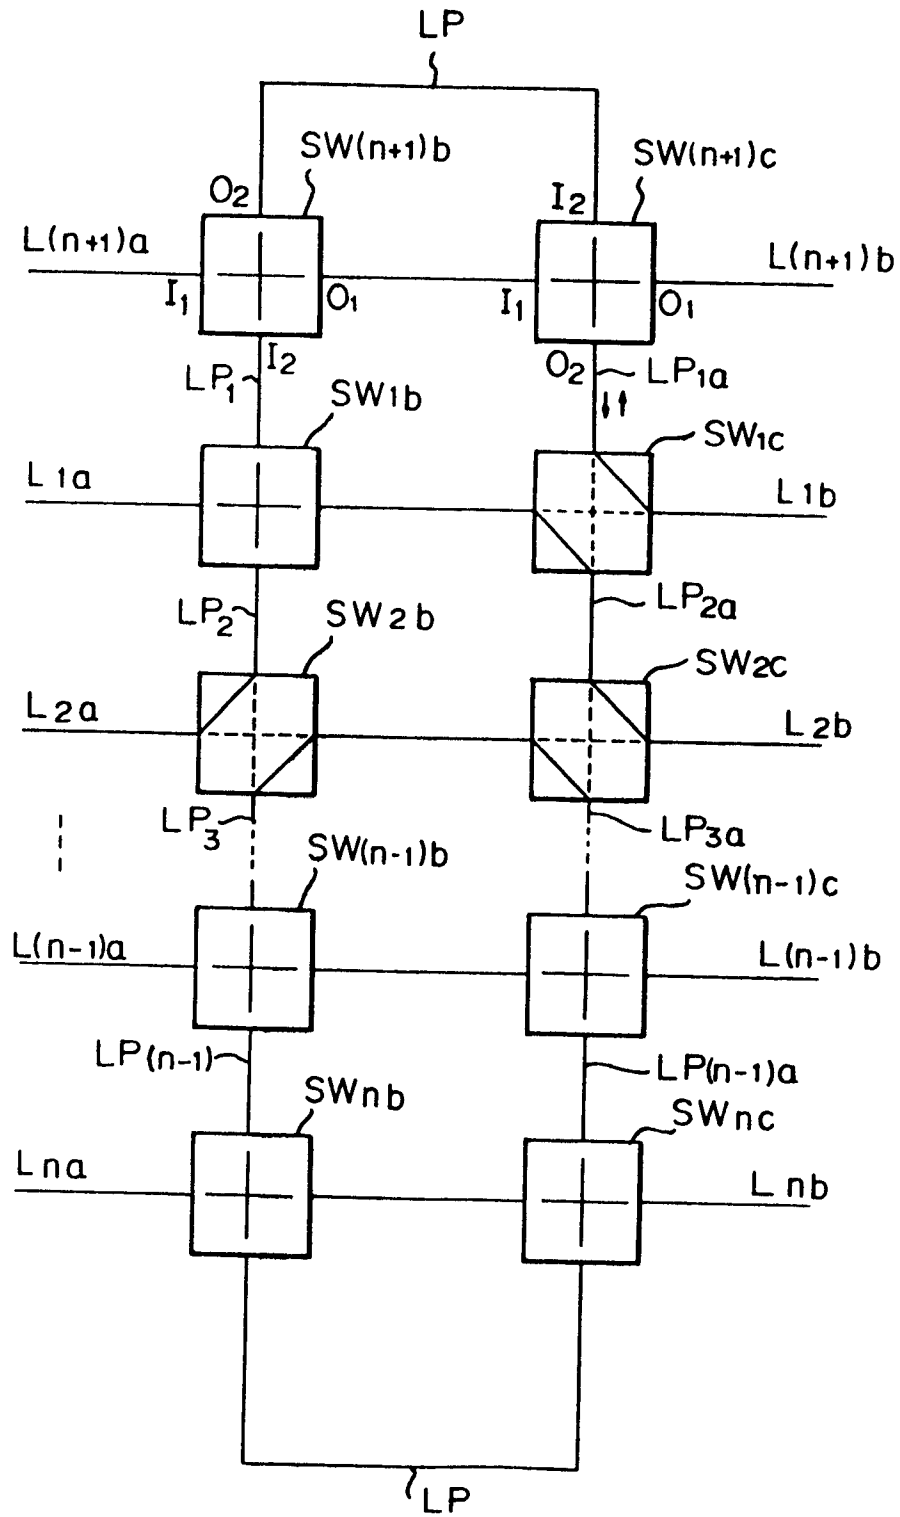 LP
SW(n+1)b
SW(n+1)c
O2
I2
L(n+1)a
L(n+1)b
I1
O1
I1
O1
I2
O2
LP1
LP1a
SW1b
SW1c
L1a
L1b
LP2
LP2a
SW2b
SW2c
L2a
L2b
LP3
LP3a
SW(n-1)b
SW(n-1)c
L(n-1)a
L(n-1)b
LP(n-1)
LP(n-1)a
SWnb
SWnc
Lna
Lnb
LP